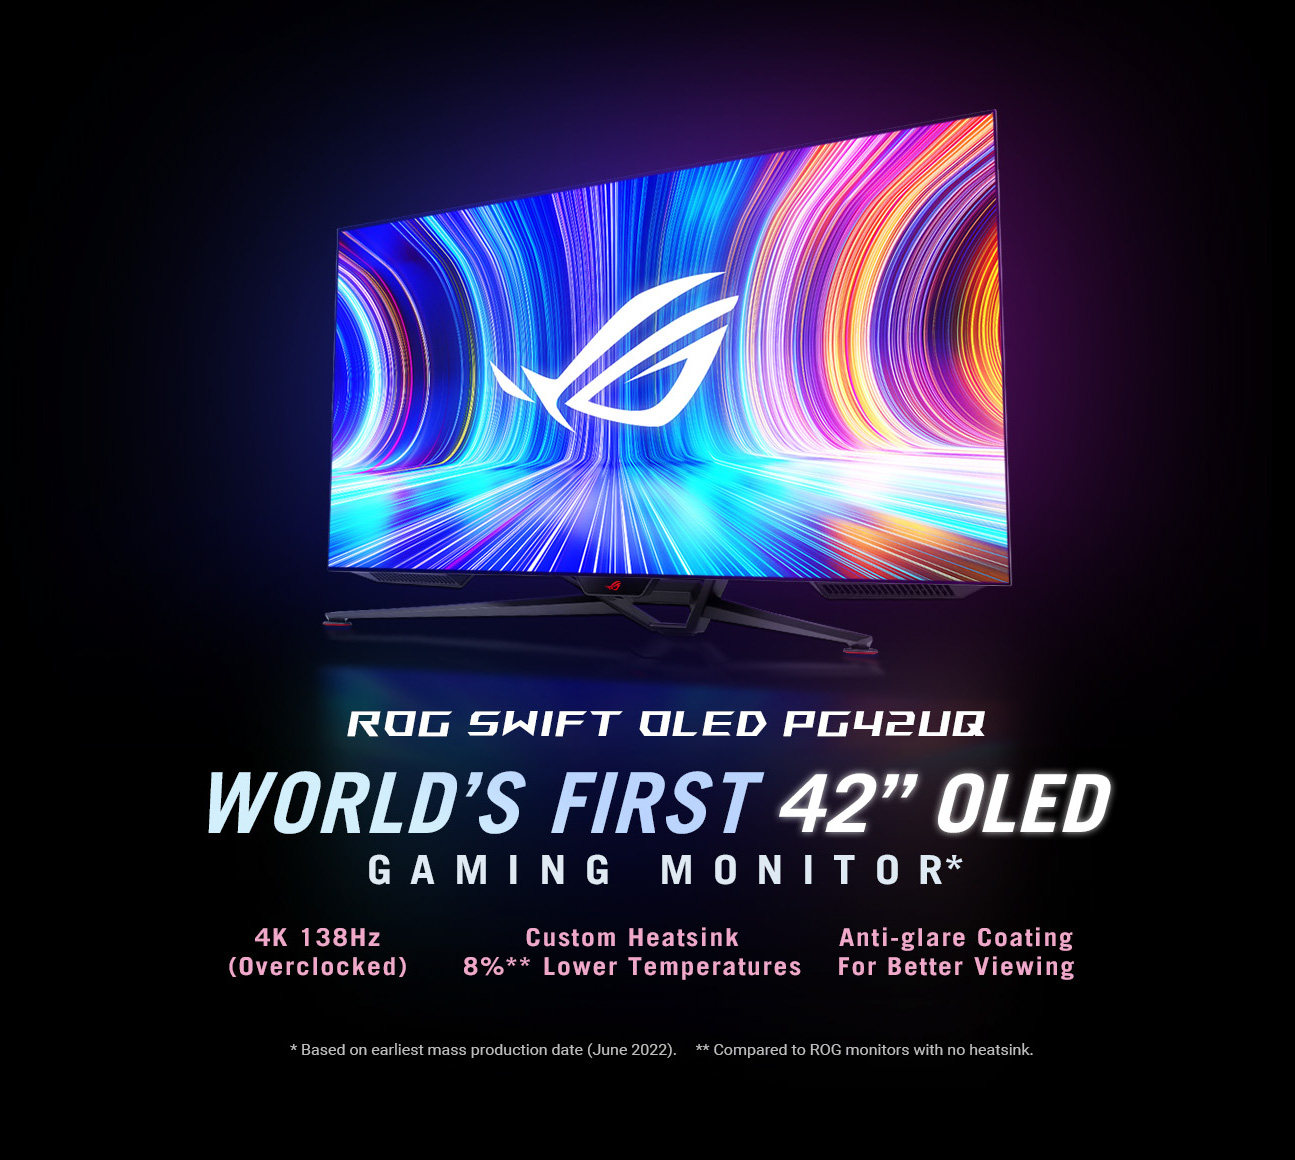 ROG SWIFT OLED PG42UQ
WORLD'S FIRST 42” OLED
GAMING MONITOR*
4K 138Hz
(Overclocked)
Custom Heatsink
8%** Lower Temperatures
Anti-glare Coating
For Better Viewing
* Based on earliest mass production date (June 2022). ** Compared to ROG monitors with no heatsink.